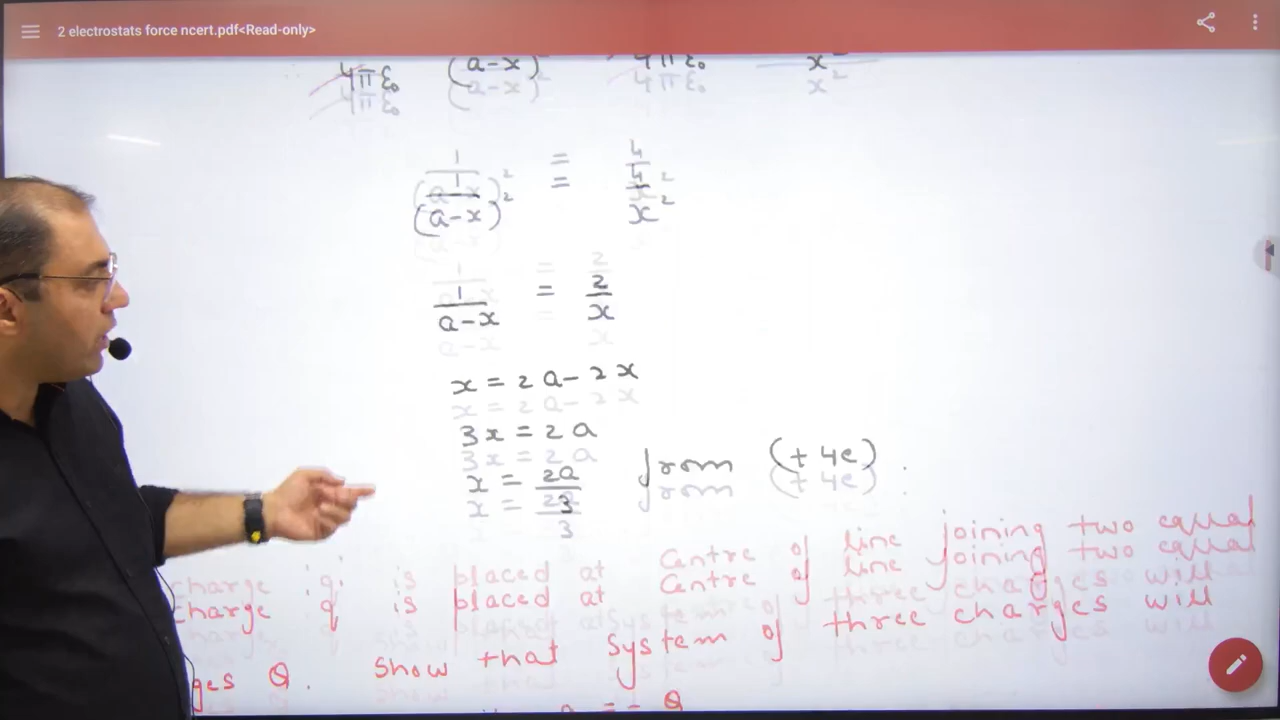 2 electrostats force ncert.pdf<Read-only>
4πε₀ (a-x)² 4πε₀ x²
1/(a-x)² = 4/x²
1/(a-x) = 2/x
x = 2a - 2x
3x = 2a
x = 2a/3 from (+4e).
charge 'q' is placed at Centre of line joining two equal
ges Q. Show that System of three charges will
q = - Q